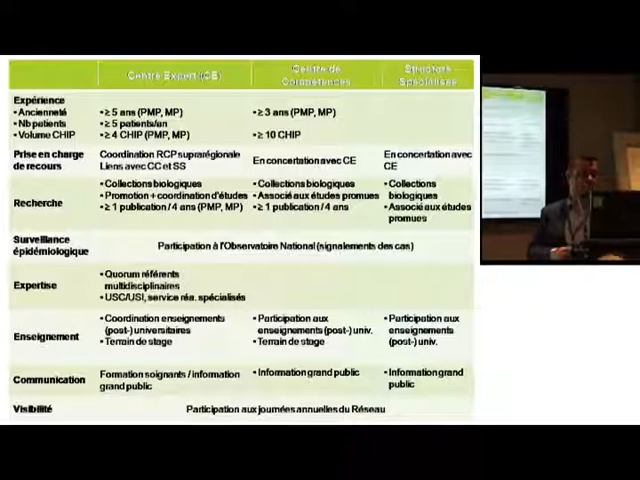 Centre Expert (CE)
Centre de Compétences
Structure Spécialisée
Expérience
• Ancienneté
• Nb patients
• Volume CHIP
• ≥ 5 ans (PMP, MP)
• ≥ 5 patients/an
• ≥ 4 CHIP (PMP, MP)
• ≥ 3 ans (PMP, MP)
• ≥ 10 CHIP
Prise en charge
de recours
Coordination RCP suprarégionale
Liens avec CC et SS
En concertation avec CE
En concertation avec
CE
Recherche
• Collections biologiques
• Promotion + coordination d'études
• ≥ 1 publication / 4 ans (PMP, MP)
• Collections biologiques
• Associé aux études promues
• ≥ 1 publication / 4 ans
• Collections
biologiques
• Associé aux études
promues
Surveillance
épidémiologique
Participation à l'Observatoire National (signalements des cas)
Expertise
• Quorum référents
multidisciplinaires
• USC/USI, service réa. spécialisés
Enseignement
• Coordination enseignements
(post-) universitaires
• Terrain de stage
• Participation aux
enseignements (post-) univ.
• Terrain de stage
• Participation aux
enseignements
(post-) univ.
Communication
Formation soignants / information
grand public
• Information grand public
• Information grand
public
Visibilité
Participation aux journées annuelles du Réseau